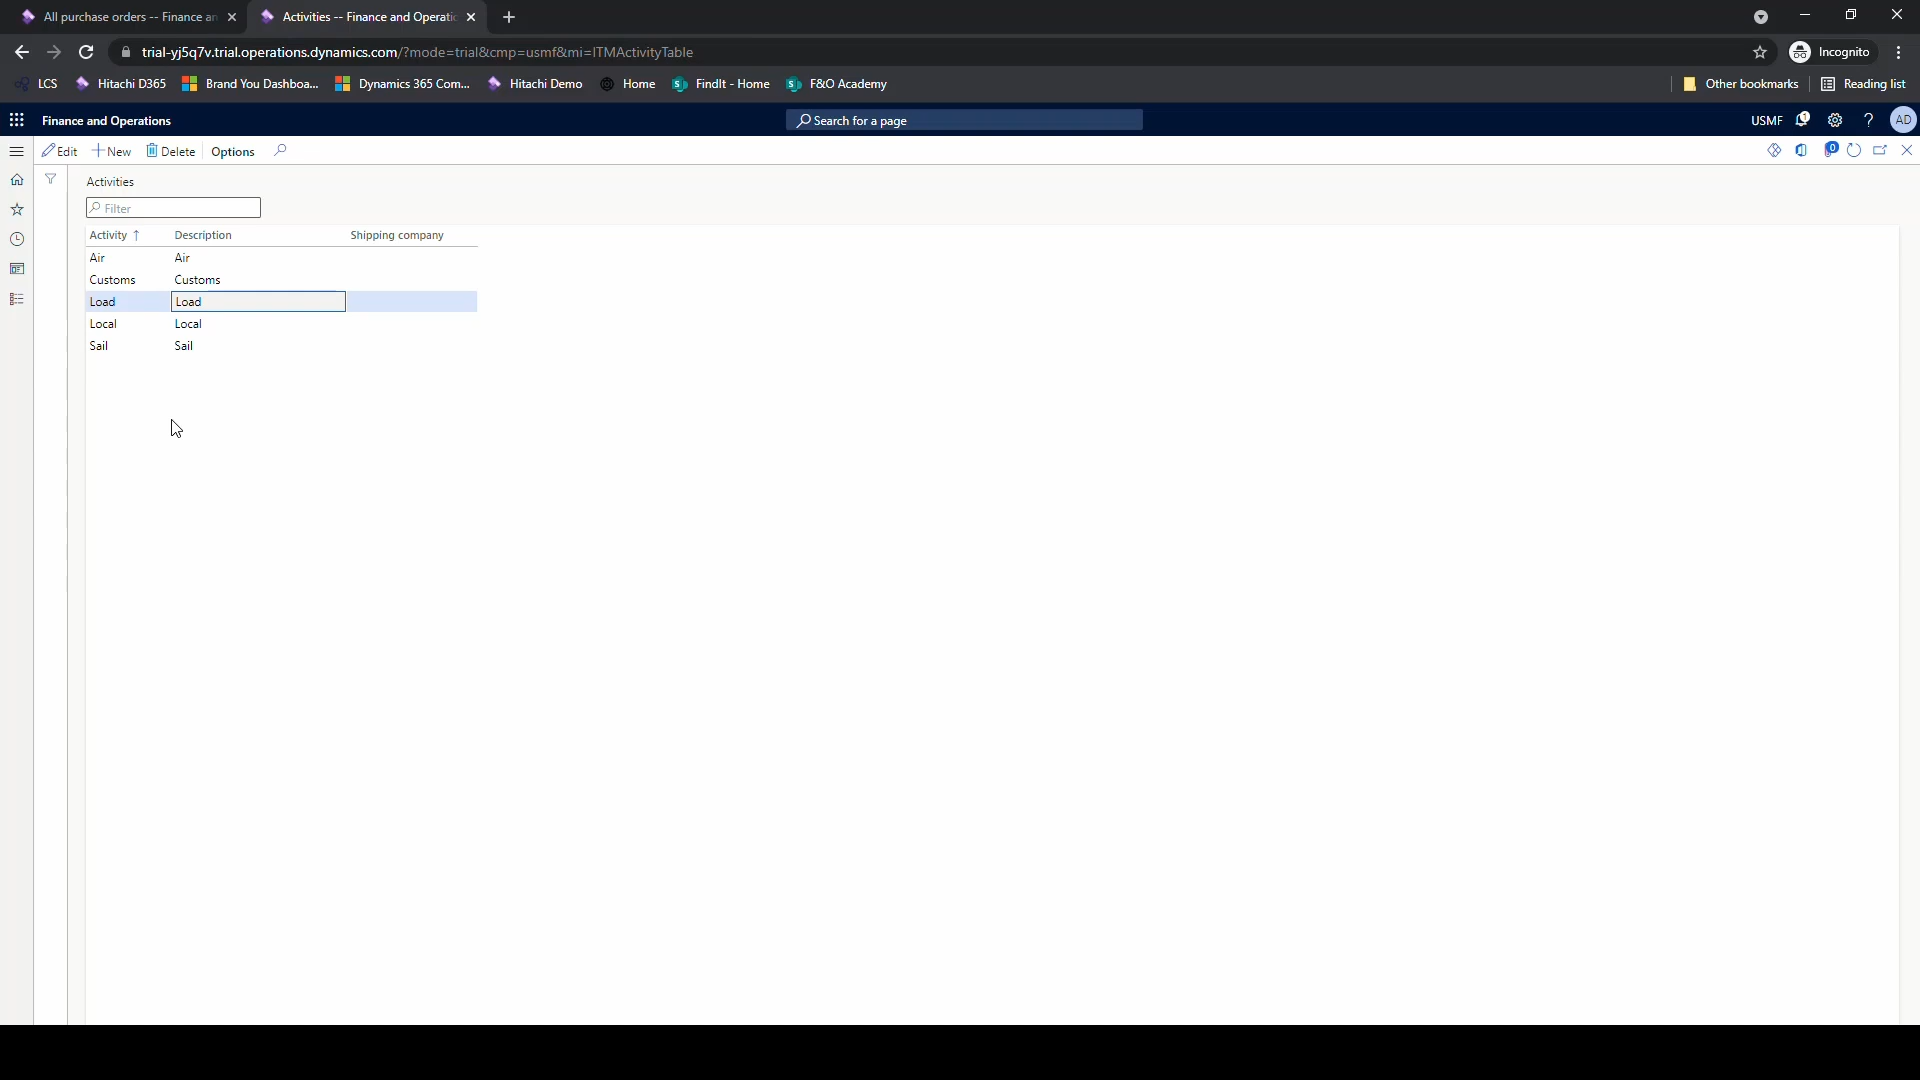 All purchase orders -- Finance an
Activities -- Finance and Operatic
trial-yj5q7v.trial.operations.dynamics.com/?mode=trial&cmp=usmf&mi=ITMActivityTable
Incognito
LCS
Hitachi D365
Brand You Dashboa...
Dynamics 365 Com...
Hitachi Demo
Home
FindIt - Home
F&O Academy
Other bookmarks
Reading list
Finance and Operations
Search for a page
USMF
1
?
AD
Edit
New
Delete
Options
0
Activities
Filter
Activity Description Shipping company
Air Air
Customs Customs
Load Load
Local Local
Sail Sail